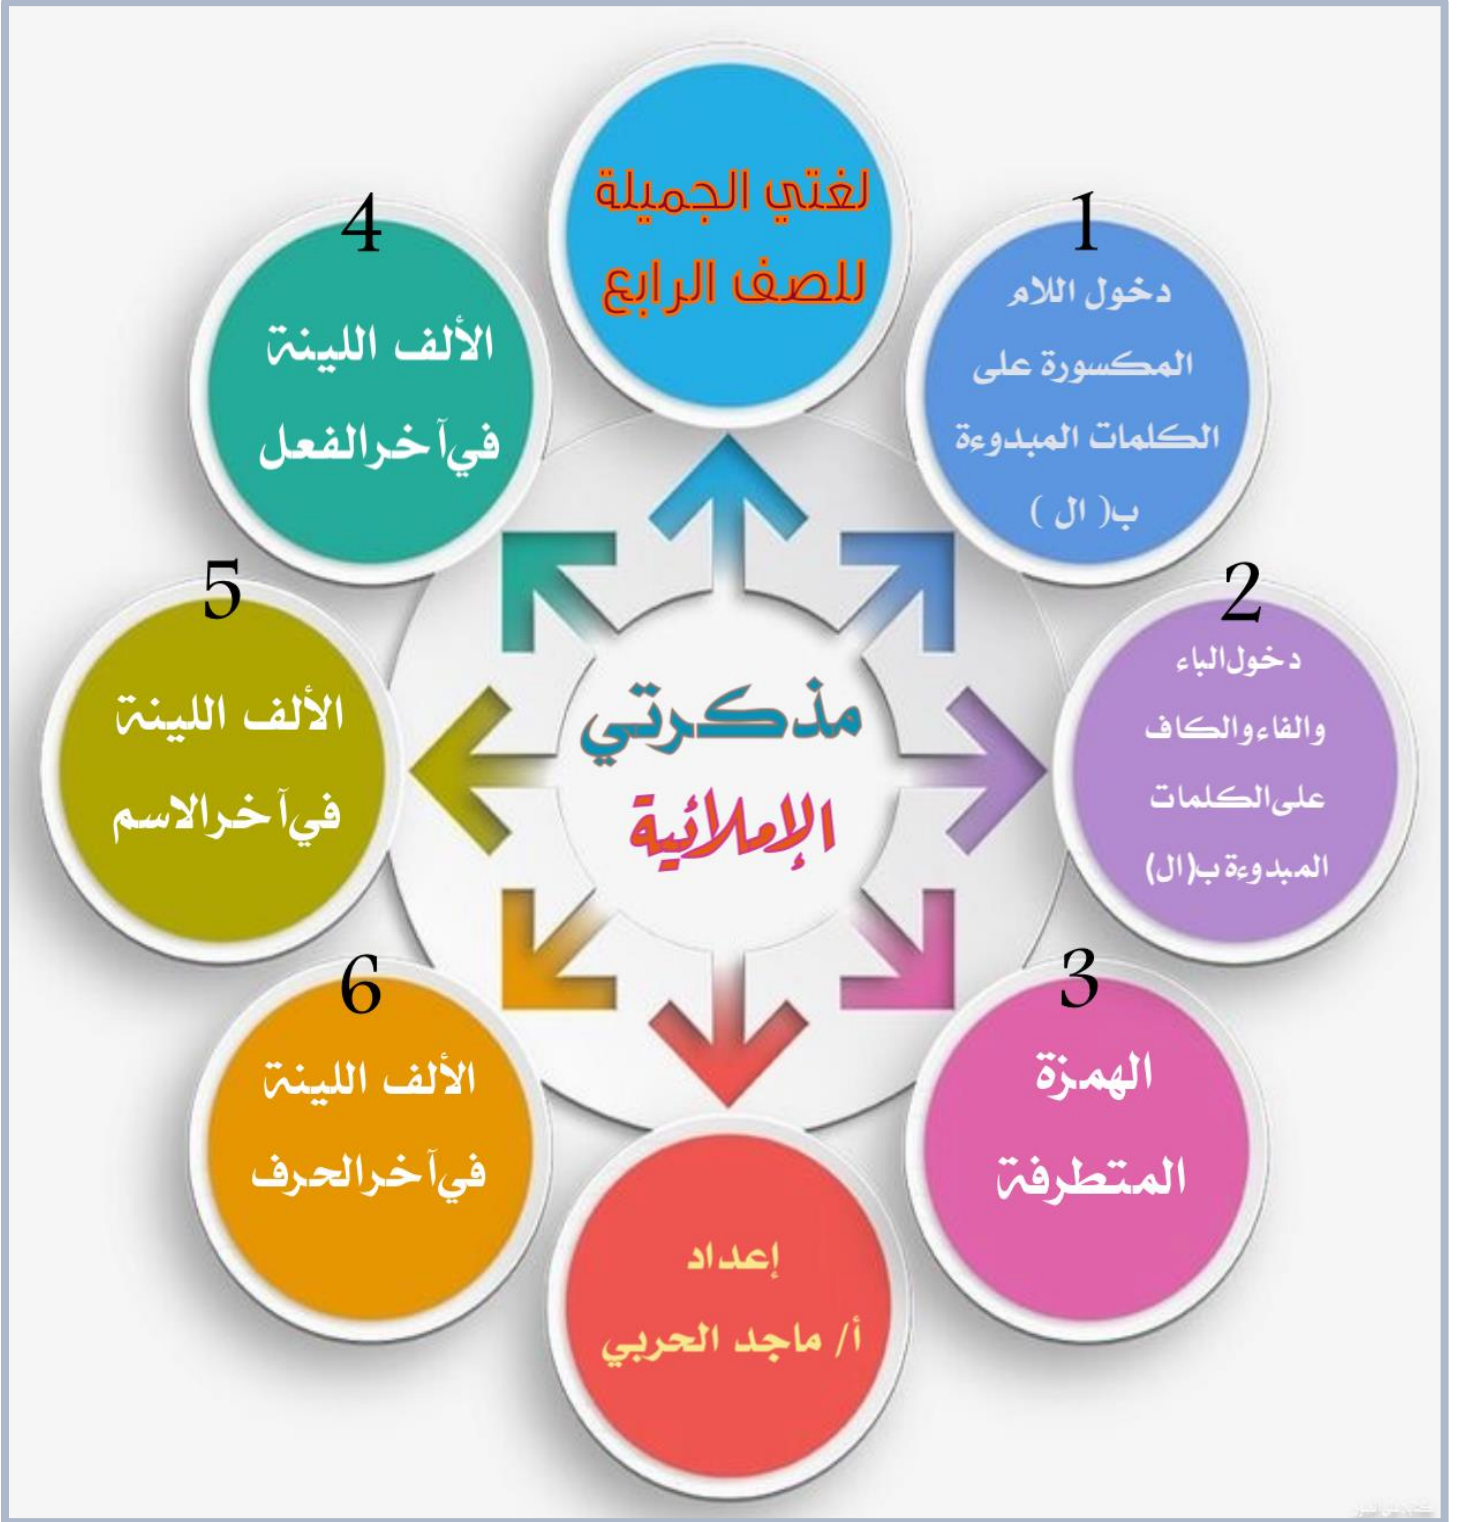 لغتي الجميلة
للصف الرابع
1
دخول اللام
المكسورة على
الكلمات المبدوءة
ب( ال )
2
دخول الباء
والفاء والكاف
على الكلمات
المبدوءة ب(ال)
3
الهمزة
المتطرفة
4
الألف اللينة
في آخر الفعل
5
الألف اللينة
في آخر الاسم
6
الألف اللينة
في آخر الحرف
مذكرتي
الإملائية
إعداد
أ/ ماجد الحربي